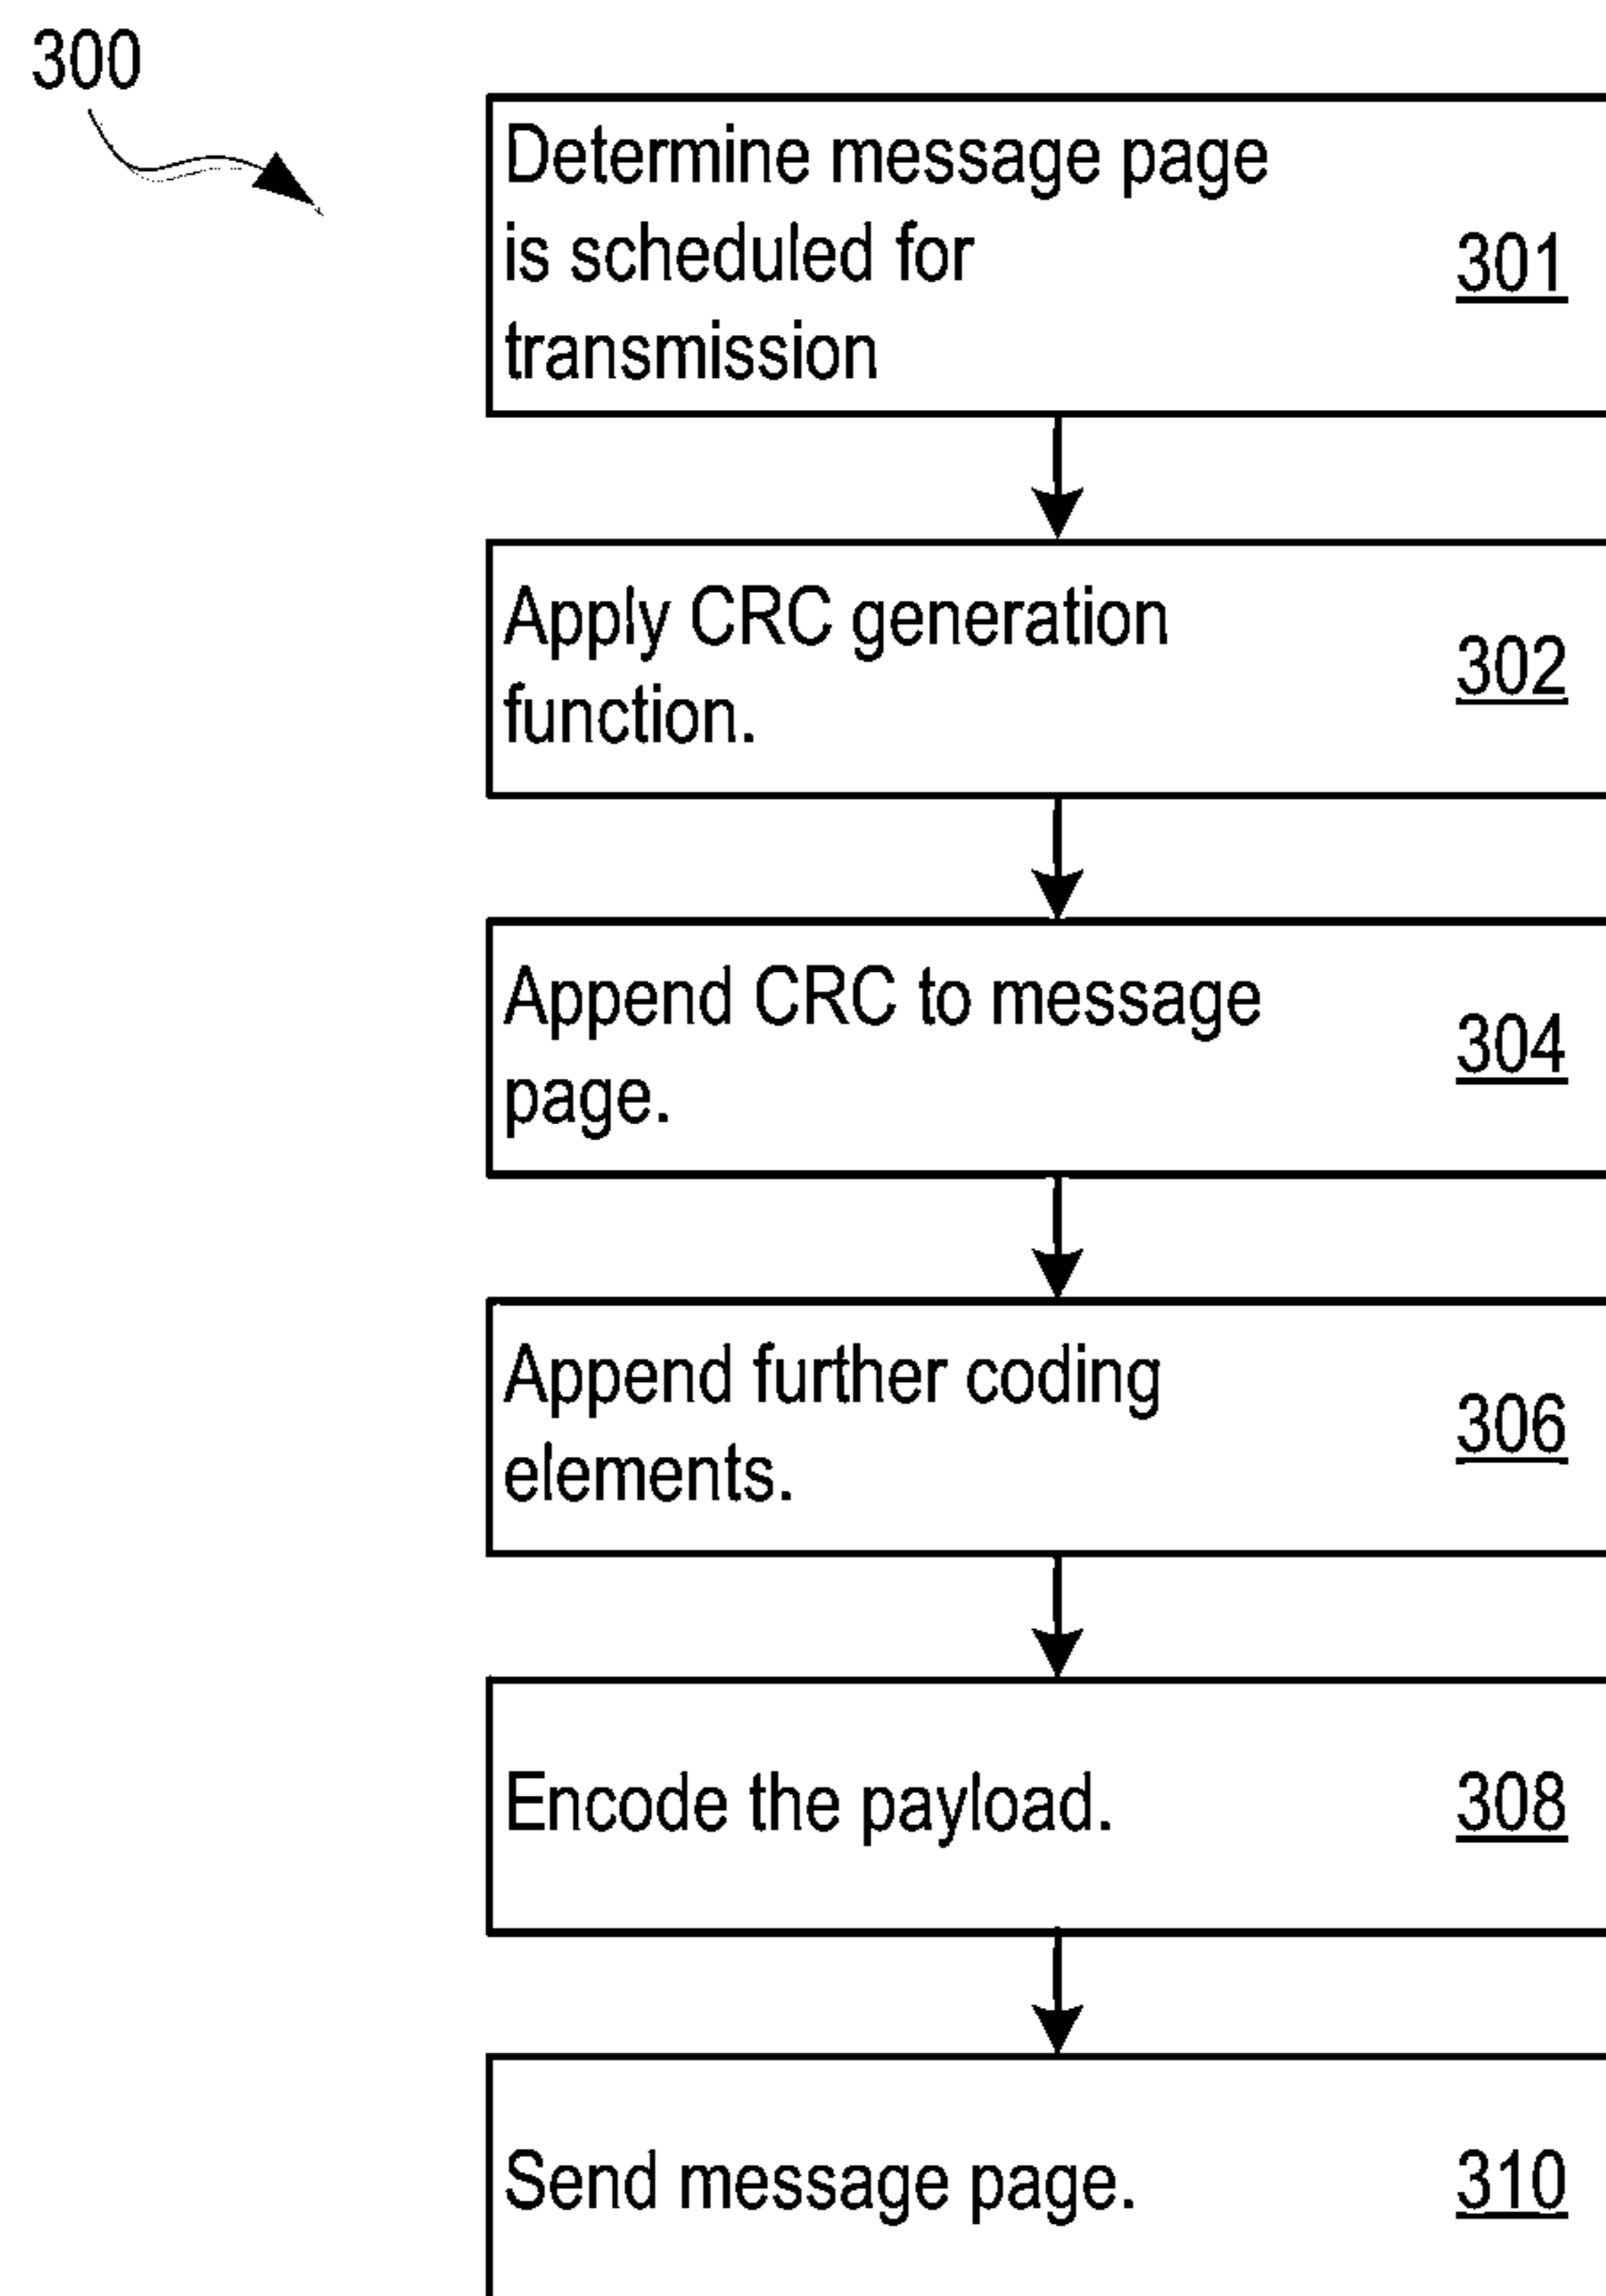 300
Determine message page
is scheduled for
transmission
301
Apply CRC generation
function.
302
Append CRC to message
page.
304
Append further coding
elements.
306
Encode the payload.
308
Send message page.
310